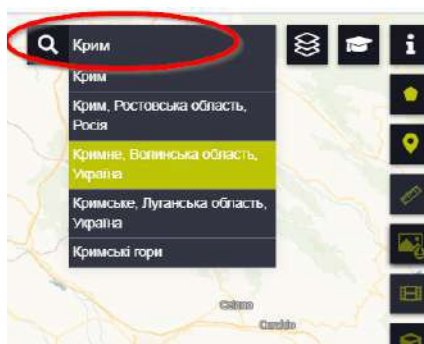 Крим
Крим
Крим, Ростовська область,
Росія
Кримне, Волинська область,
Україна
Кримське, Луганська область,
Україна
Кримські гори